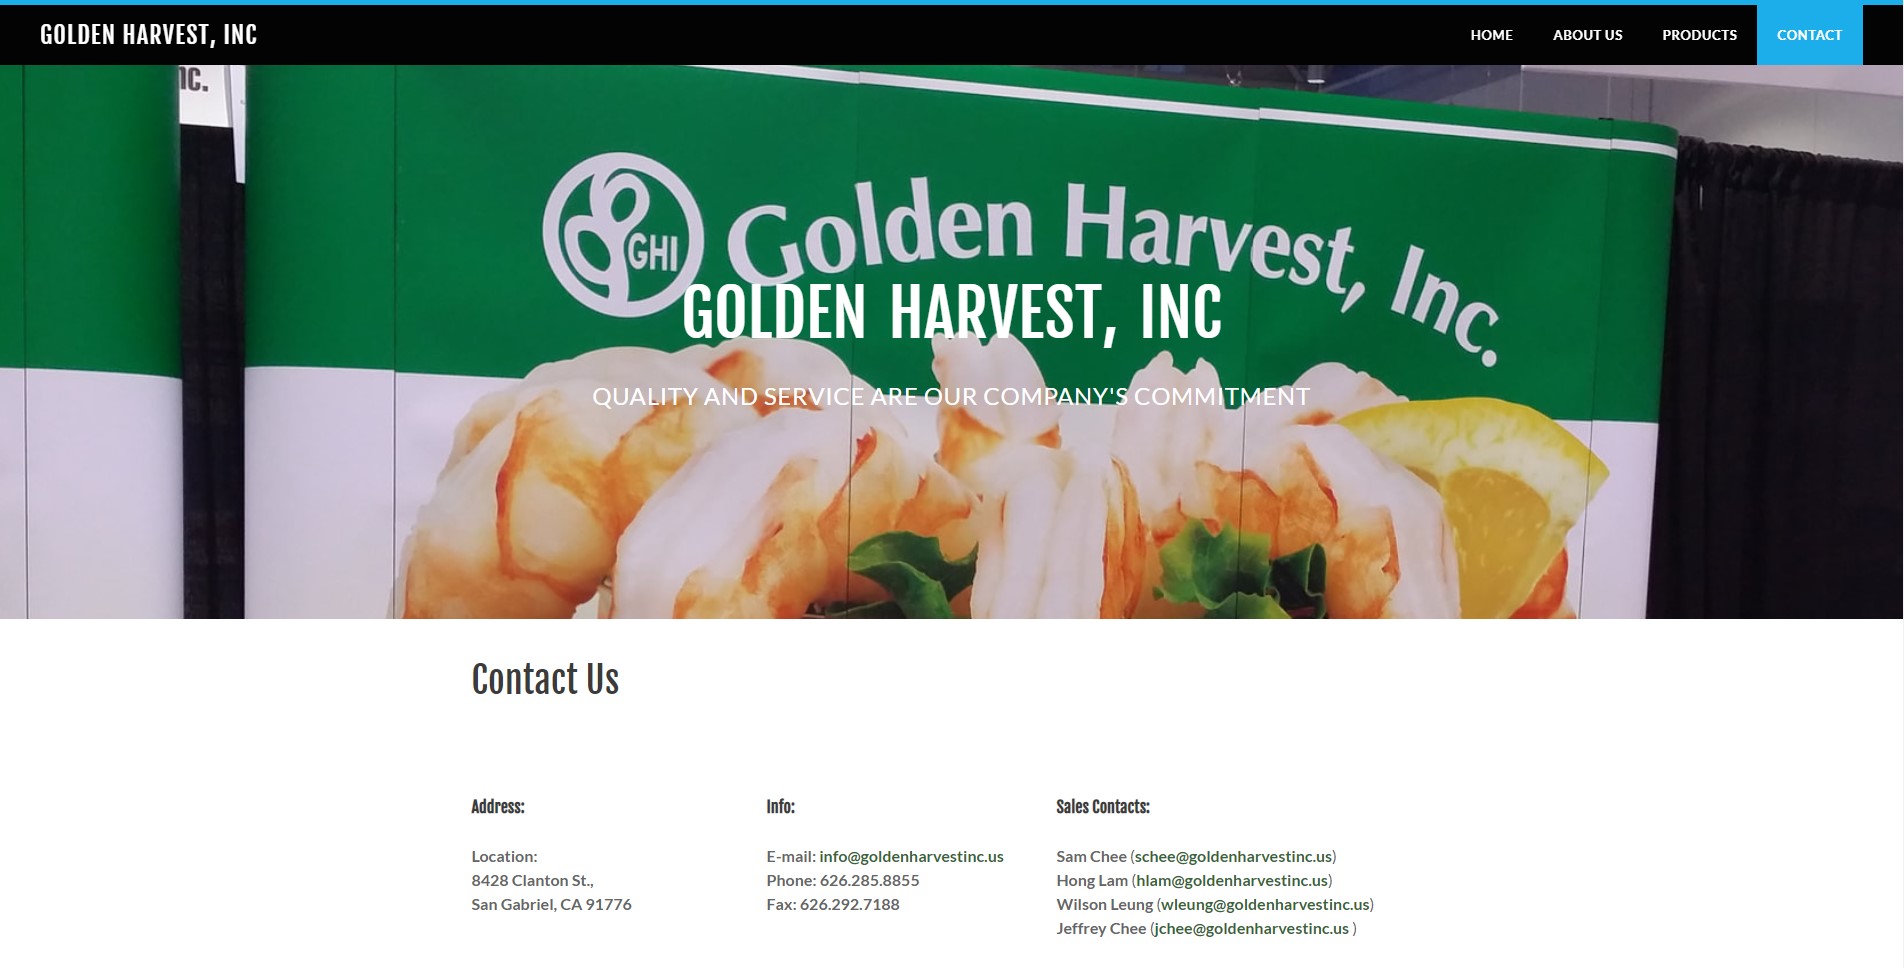 GOLDEN HARVEST, INC
HOME
ABOUT US
PRODUCTS
CONTACT
nc.
GHI
Golden Harvest, Inc.
GOLDEN HARVEST, INC
QUALITY AND SERVICE ARE OUR COMPANY'S COMMITMENT
Contact Us
Address:
Location:
8428 Clanton St.,
San Gabriel, CA 91776
Info:
E-mail: info@goldenharvestinc.us
Phone: 626.285.8855
Fax: 626.292.7188
Sales Contacts:
Sam Chee (schee@goldenharvestinc.us)
Hong Lam (hlam@goldenharvestinc.us)
Wilson Leung (wleung@goldenharvestinc.us)
Jeffrey Chee (jchee@goldenharvestinc.us )